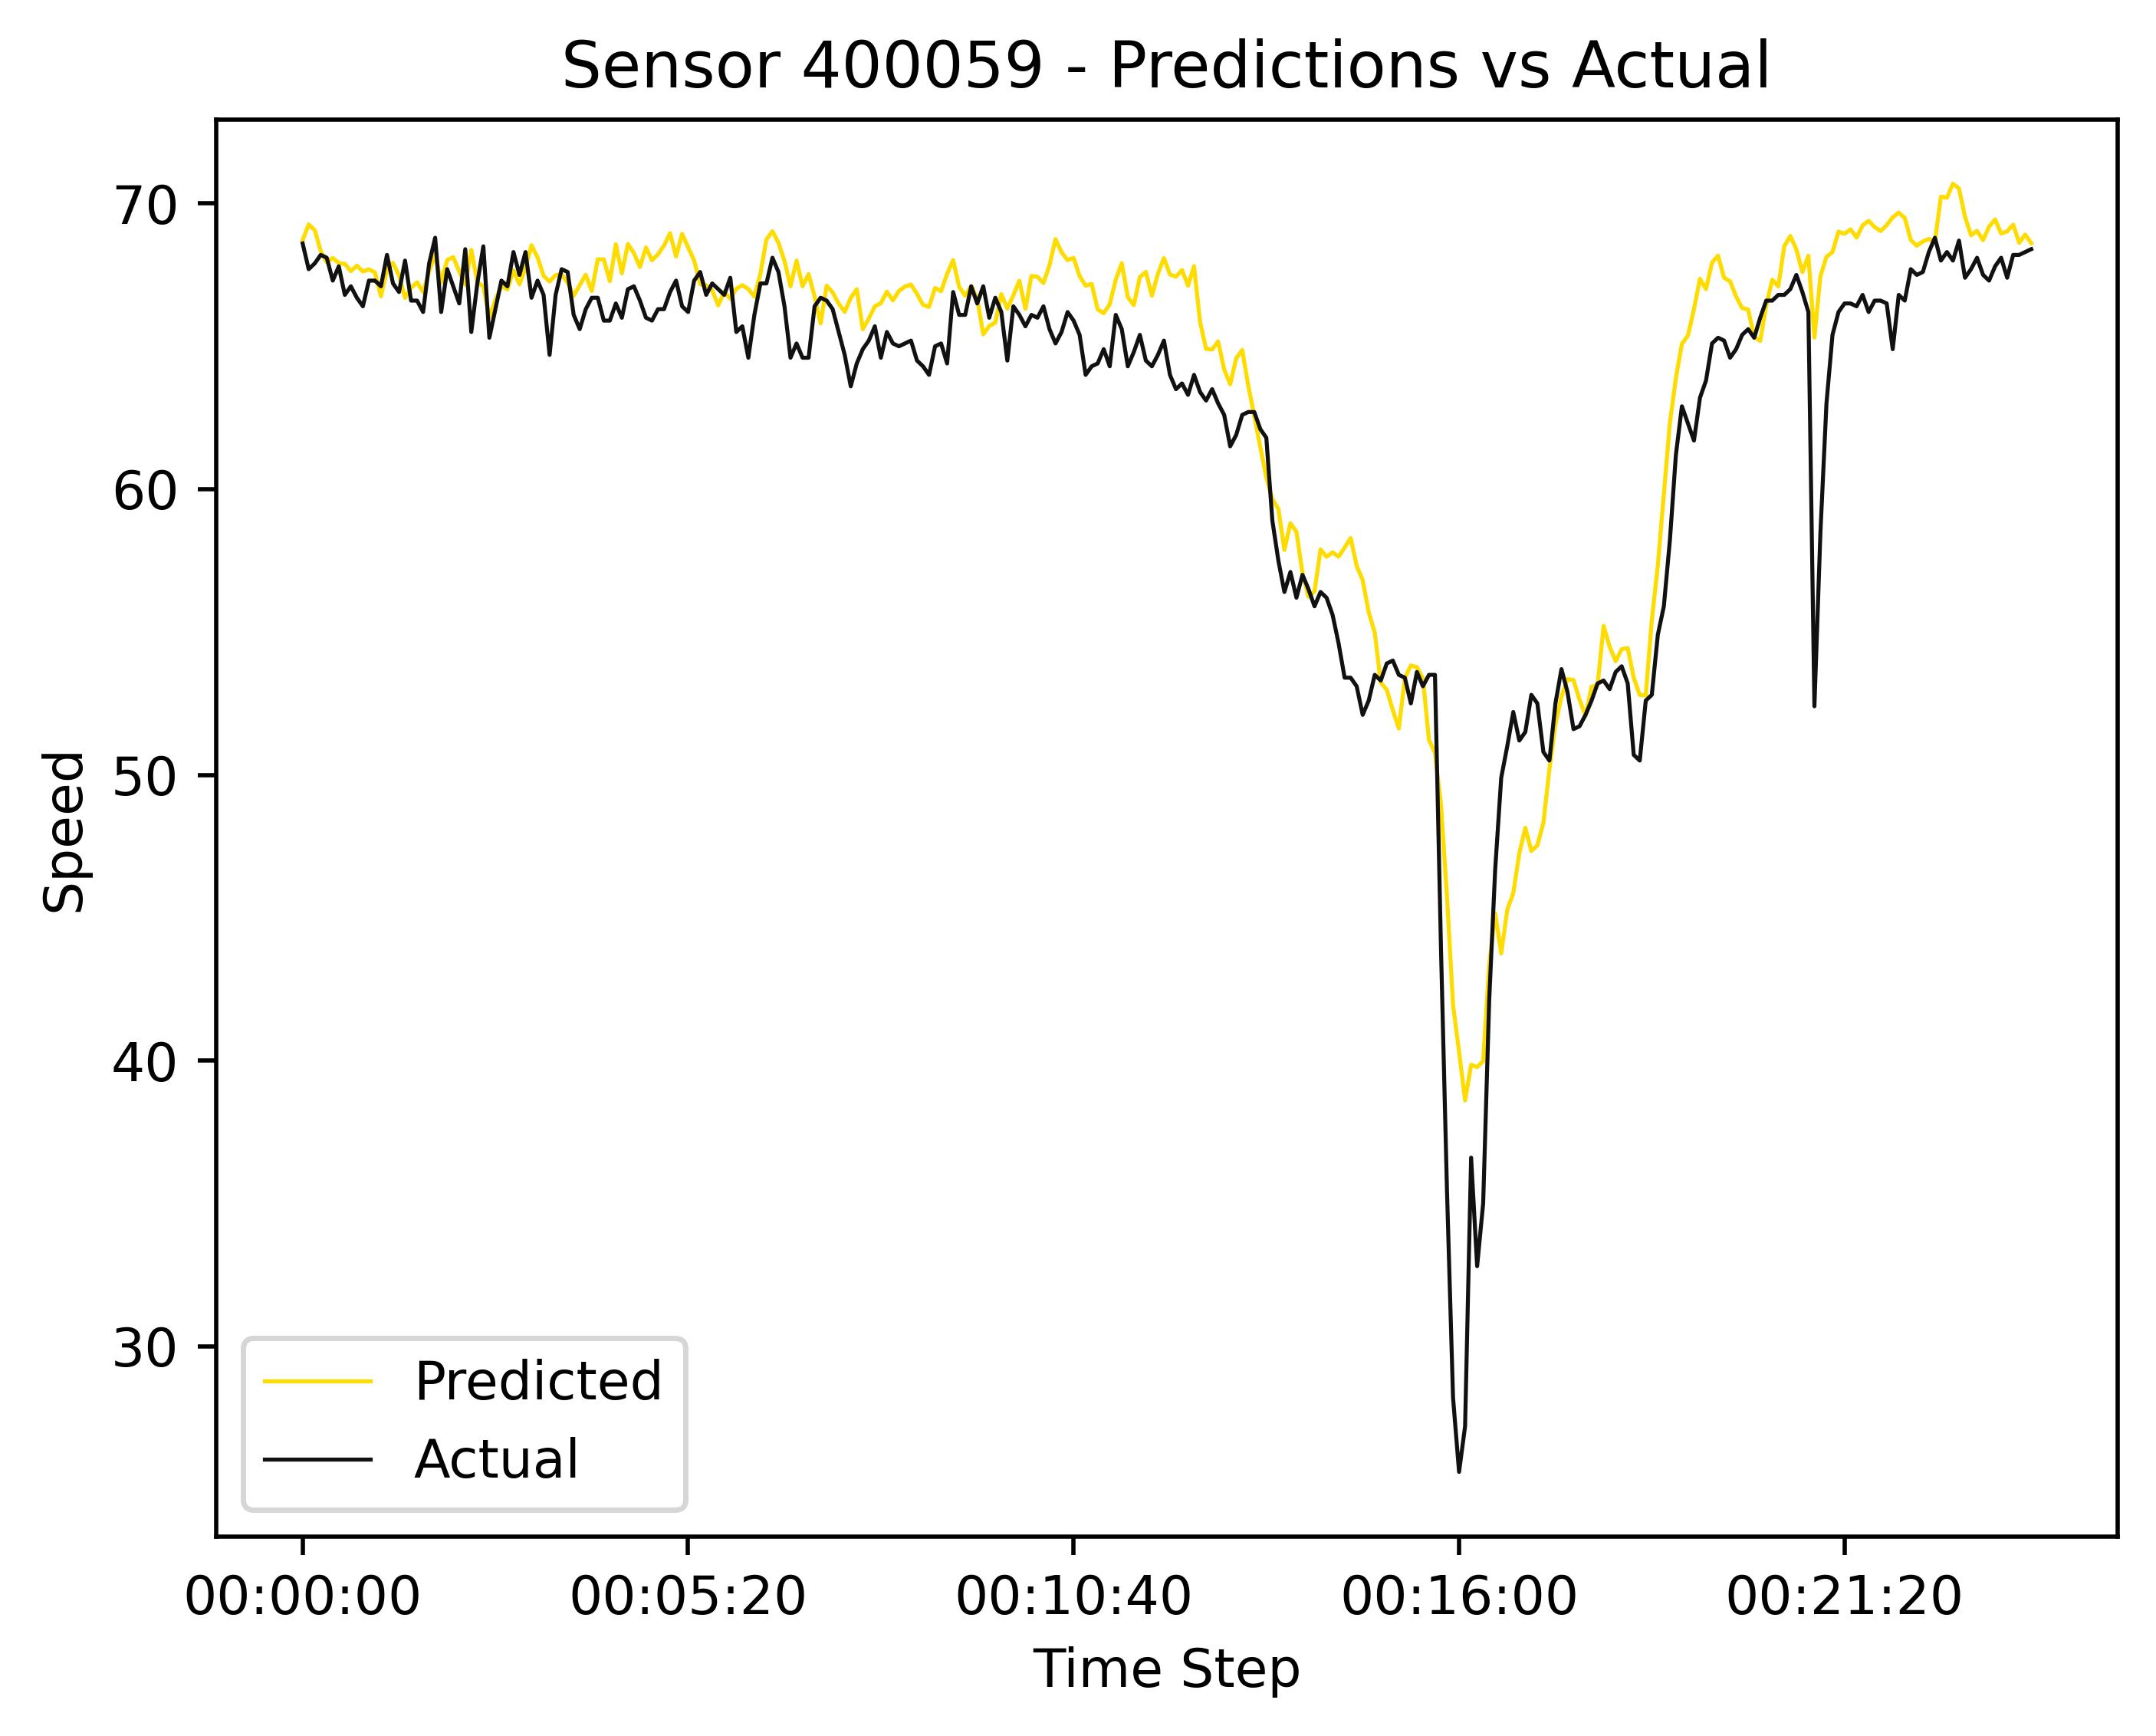 Sensor 400059 - Predictions vs Actual
70
60
50
40
30
Speed
Predicted
Actual
00:00:00 00:05:20 00:10:40 00:16:00 00:21:20
Time Step